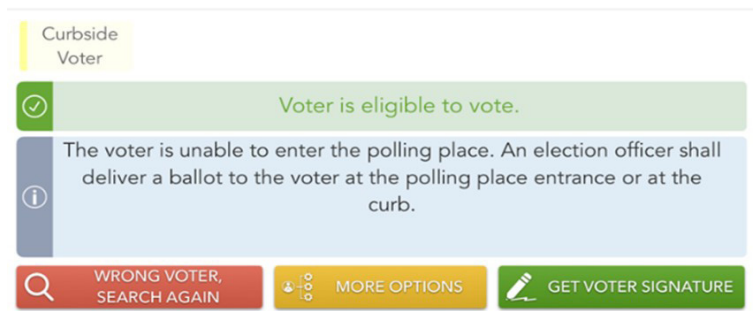 Curbside
Voter
Voter is eligible to vote.
The voter is unable to enter the polling place. An election officer shall
deliver a ballot to the voter at the polling place entrance or at the
curb.
WRONG VOTER,
SEARCH AGAIN
MORE OPTIONS
GET VOTER SIGNATURE